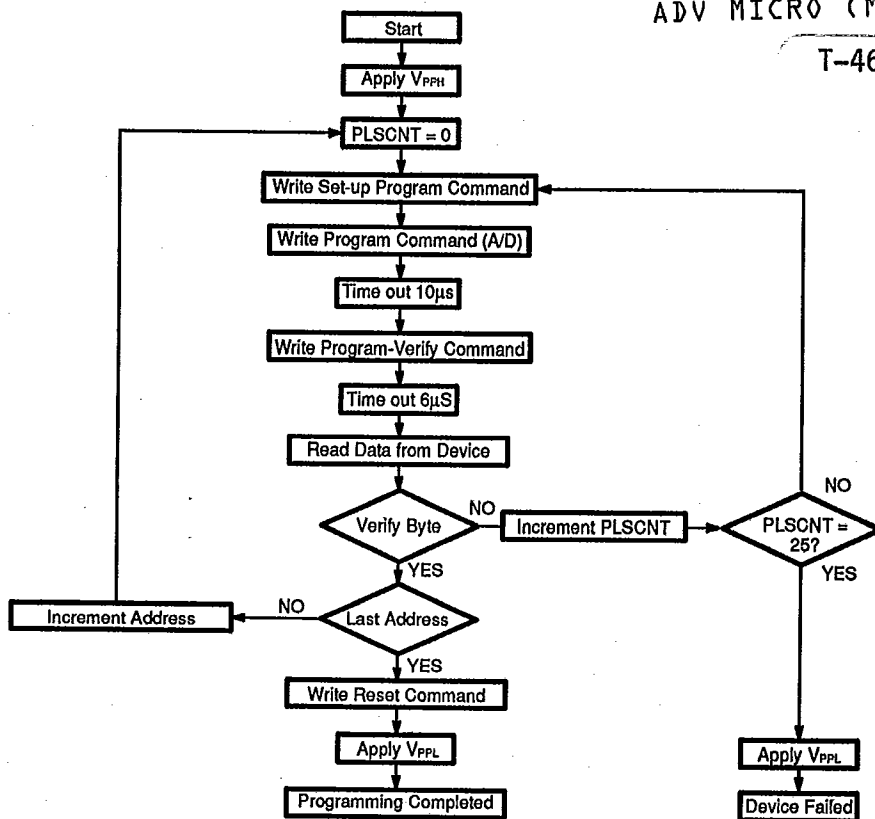 ADV MICRO (M
T-46
Start
Apply VPPH
PLSCNT = 0
Write Set-up Program Command
Write Program Command (A/D)
Time out 10µs
Write Program-Verify Command
Time out 6µS
Read Data from Device
Verify Byte
NO
Increment PLSCNT
PLSCNT =
25?
NO
YES
YES
Last Address
NO
Increment Address
YES
Write Reset Command
Apply VPPL
Programming Completed
Apply VPPL
Device Failed